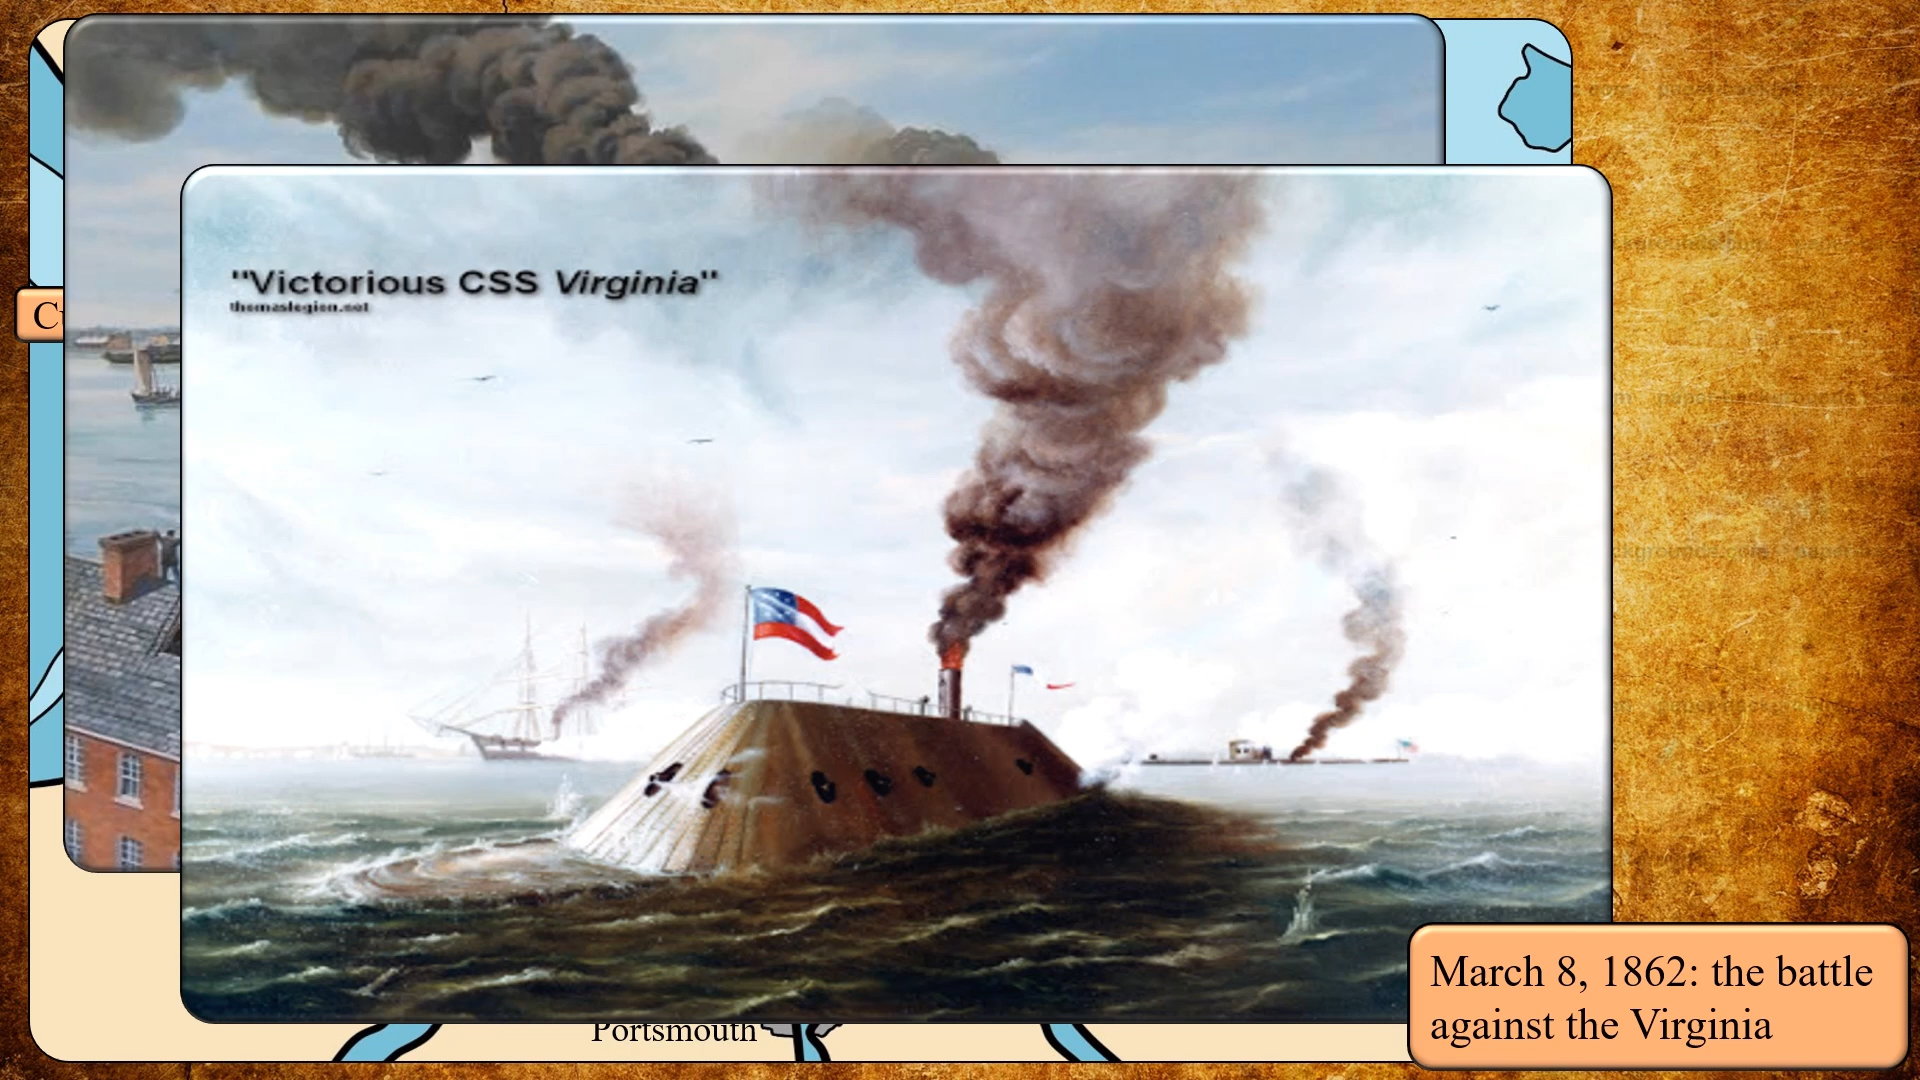 "Victorious CSS Virginia"
thomaslegion.net
Portsmouth
March 8, 1862: the battle
against the Virginia